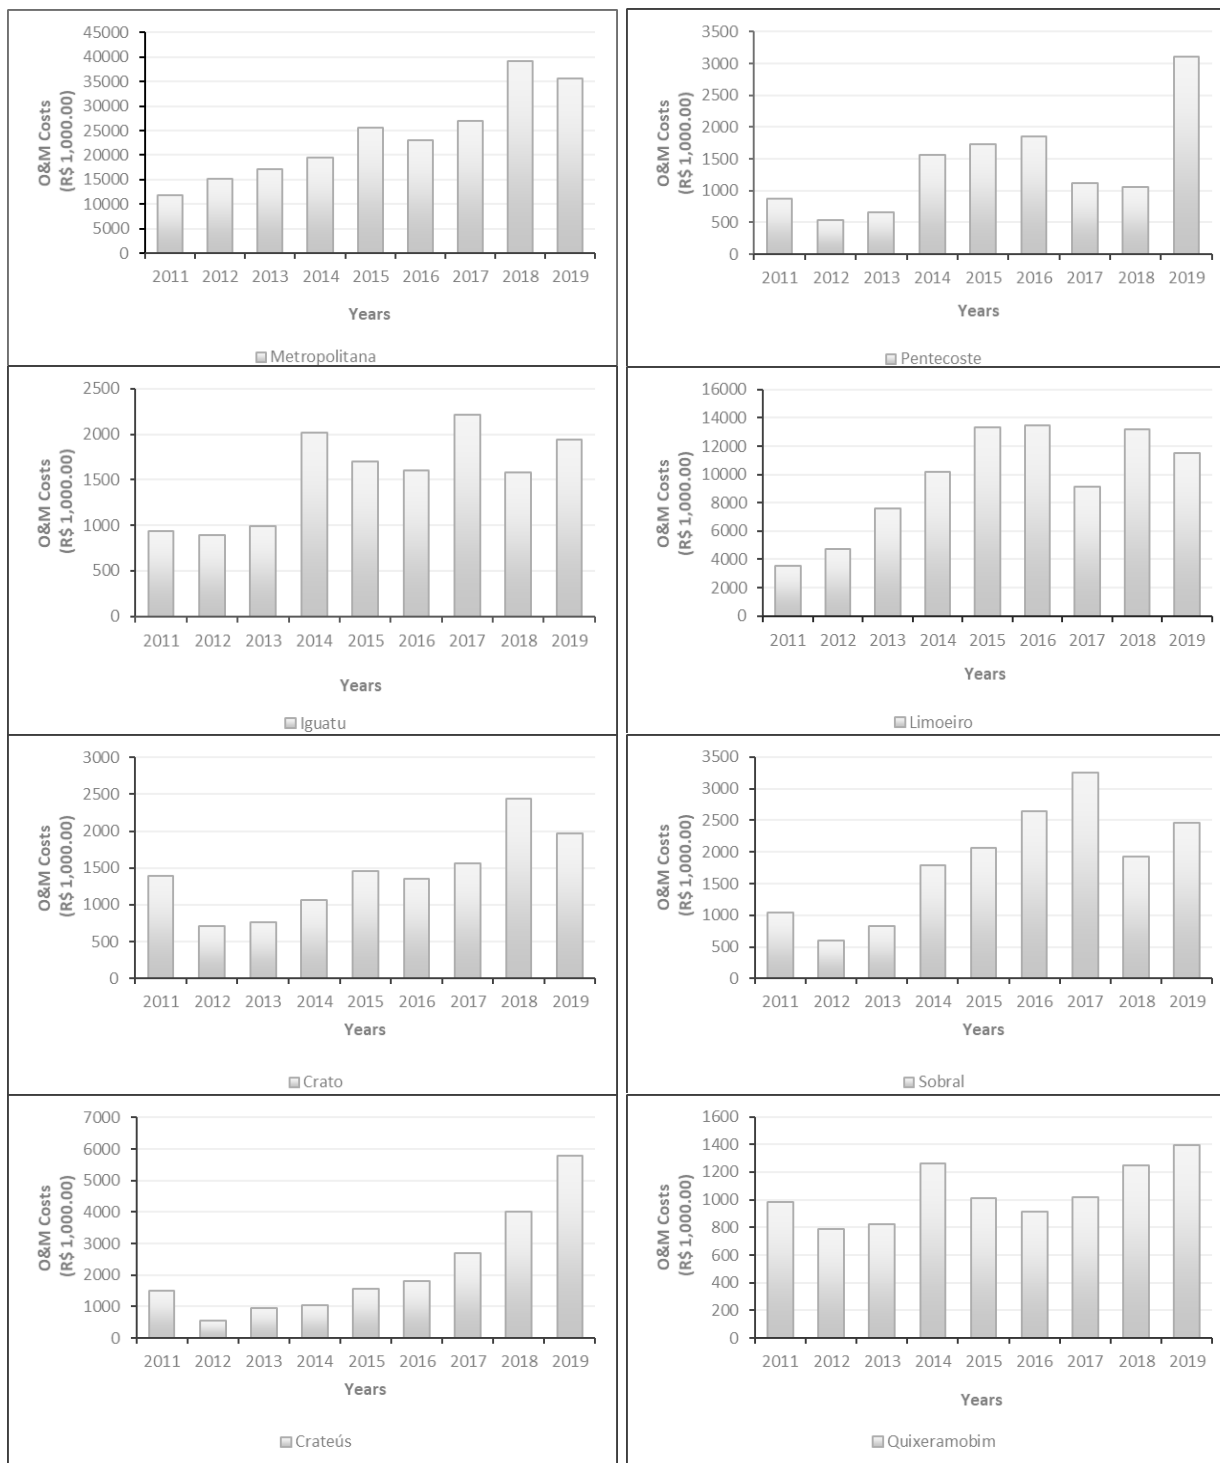 45000
40000
35000
30000
25000
20000
15000
10000
5000
0
O&M Costs
(R$ 1,000.00)
2011 2012 2013 2014 2015 2016 2017 2018 2019
Years
Metropolitana
3500
3000
2500
2000
1500
1000
500
0
O&M Costs
(R$ 1,000.00)
2011 2012 2013 2014 2015 2016 2017 2018 2019
Years
Pentecoste
2500
2000
1500
1000
500
0
O&M Costs
(R$ 1,000.00)
2011 2012 2013 2014 2015 2016 2017 2018 2019
Years
Iguatu
16000
14000
12000
10000
8000
6000
4000
2000
0
O&M Costs
(R$ 1,000.00)
2011 2012 2013 2014 2015 2016 2017 2018 2019
Years
Limoeiro
3000
2500
2000
1500
1000
500
0
O&M Costs
(R$ 1,000.00)
2011 2012 2013 2014 2015 2016 2017 2018 2019
Years
Crato
3500
3000
2500
2000
1500
1000
500
0
O&M Costs
(R$ 1,000.00)
2011 2012 2013 2014 2015 2016 2017 2018 2019
Years
Sobral
7000
6000
5000
4000
3000
2000
1000
0
O&M Costs
(R$ 1,000.00)
2011 2012 2013 2014 2015 2016 2017 2018 2019
Years
Crateús
1600
1400
1200
1000
800
600
400
200
0
O&M Costs
(R$ 1,000.00)
2011 2012 2013 2014 2015 2016 2017 2018 2019
Years
Quixeramobim